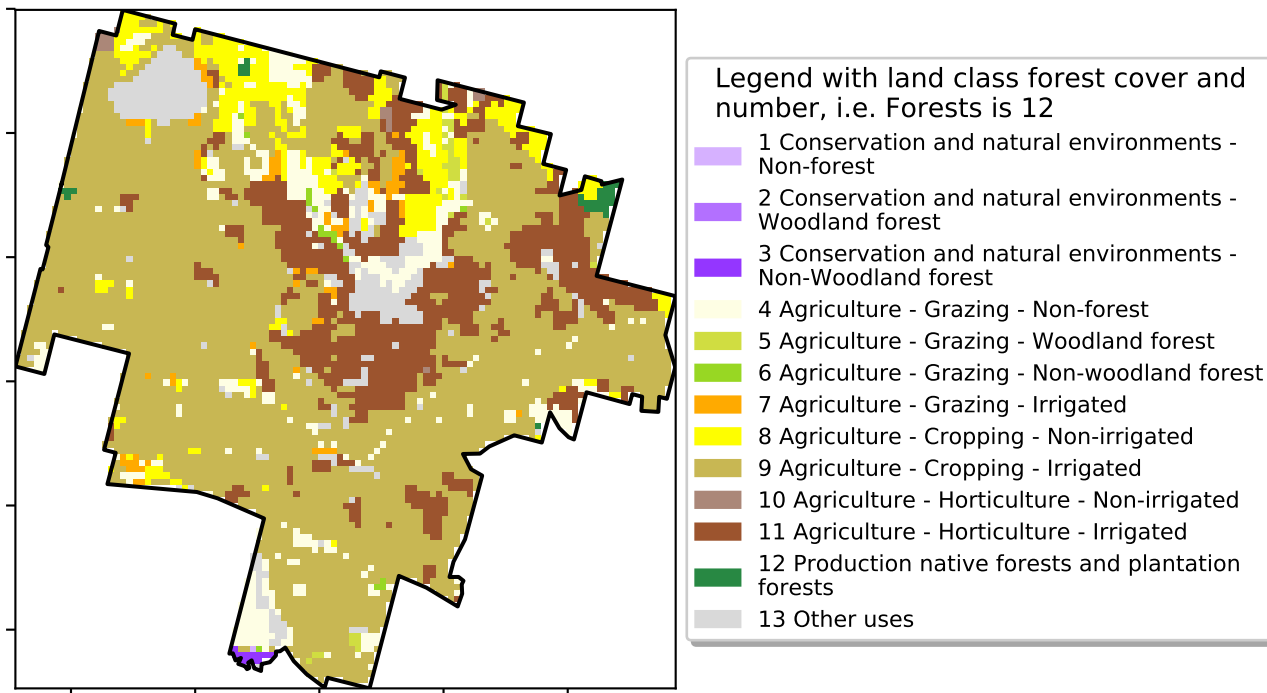 Legend with land class forest cover and
number, i.e. Forests is 12
1 Conservation and natural environments -
Non-forest
2 Conservation and natural environments -
Woodland forest
3 Conservation and natural environments -
Non-Woodland forest
4 Agriculture - Grazing - Non-forest
5 Agriculture - Grazing - Woodland forest
6 Agriculture - Grazing - Non-woodland forest
7 Agriculture - Grazing - Irrigated
8 Agriculture - Cropping - Non-irrigated
9 Agriculture - Cropping - Irrigated
10 Agriculture - Horticulture - Non-irrigated
11 Agriculture - Horticulture - Irrigated
12 Production native forests and plantation
forests
13 Other uses